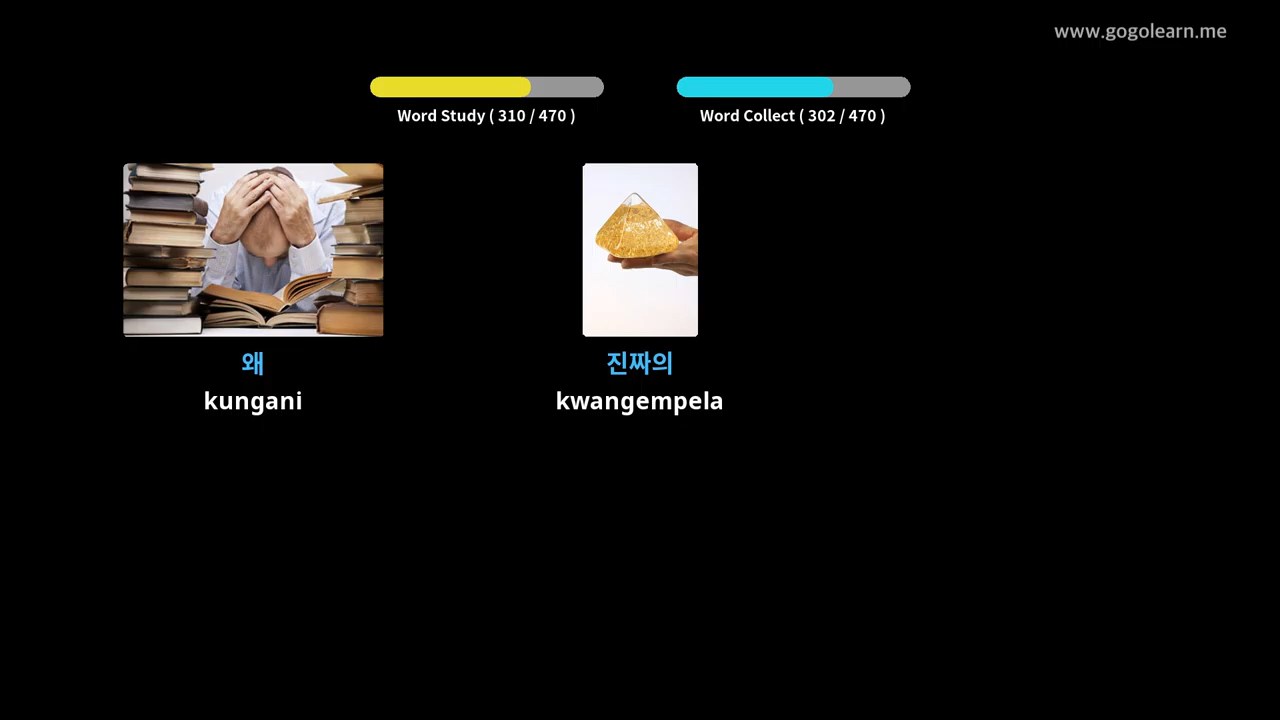 www.gogolearn.me
Word Study ( 310 / 470 )
Word Collect ( 302 / 470 )
왜
kungani
진짜의
kwangempela